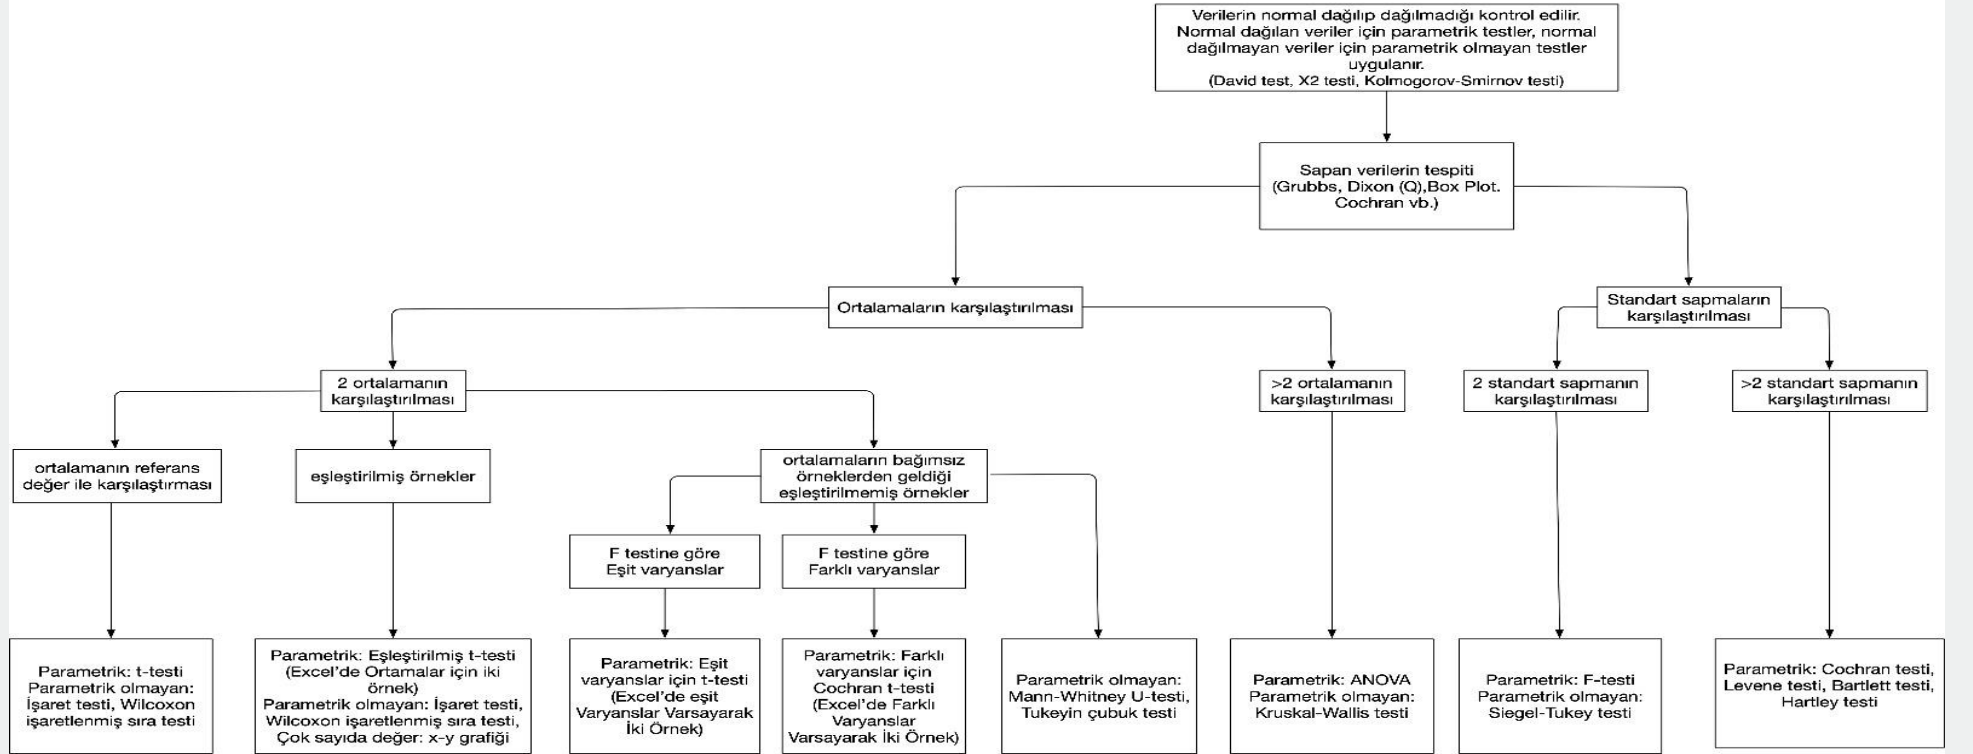 Verilerin normal dağılıp dağılmadığı kontrol edilir.
Normal dağılan veriler için parametrik testler, normal
dağılmayan veriler için parametrik olmayan testler
uygulanır.
(David test, X2 testi, Kolmogorov-Smirnov testi)
Sapan verilerin tespiti
(Grubbs, Dixon (Q),Box Plot.
Cochran vb.)
Ortalamaların karşılaştırılması
Standart sapmaların
karşılaştırılması
2 ortalamanın
karşılaştırılması
>2 ortalamanın
karşılaştırılması
2 standart sapmanın
karşılaştırılması
>2 standart sapmanın
karşılaştırılması
ortalamanın referans
değer ile karşılaştırması
eşleştirilmiş örnekler
ortalamaların bağımsız
örneklerden geldiği
eşleştirilmemiş örnekler
F testine göre
Eşit varyanslar
F testine göre
Farklı varyanslar
Parametrik: t-testi
Parametrik olmayan:
İşaret testi, Wilcoxon
işaretlenmiş sıra testi
Parametrik: Eşleştirilmiş t-testi
(Excel'de Ortamalar için iki
örnek)
Parametrik olmayan: İşaret testi,
Wilcoxon işaretlenmiş sıra testi,
Çok sayıda değer: x-y grafiği
Parametrik: Eşit
varyanslar için t-testi
(Excel'de eşit
Varyanslar Varsayarak
İki Örnek)
Parametrik: Farklı
varyanslar için
Cochran t-testi
(Excel'de Farklı
Varyanslar
Varsayarak İki Örnek)
Parametrik olmayan:
Mann-Whitney U-testi,
Tukeyin çubuk testi
Parametrik: ANOVA
Parametrik olmayan:
Kruskal-Wallis testi
Parametrik: F-testi
Parametrik olmayan:
Siegel-Tukey testi
Parametrik: Cochran testi,
Levene testi, Bartlett testi,
Hartley testi